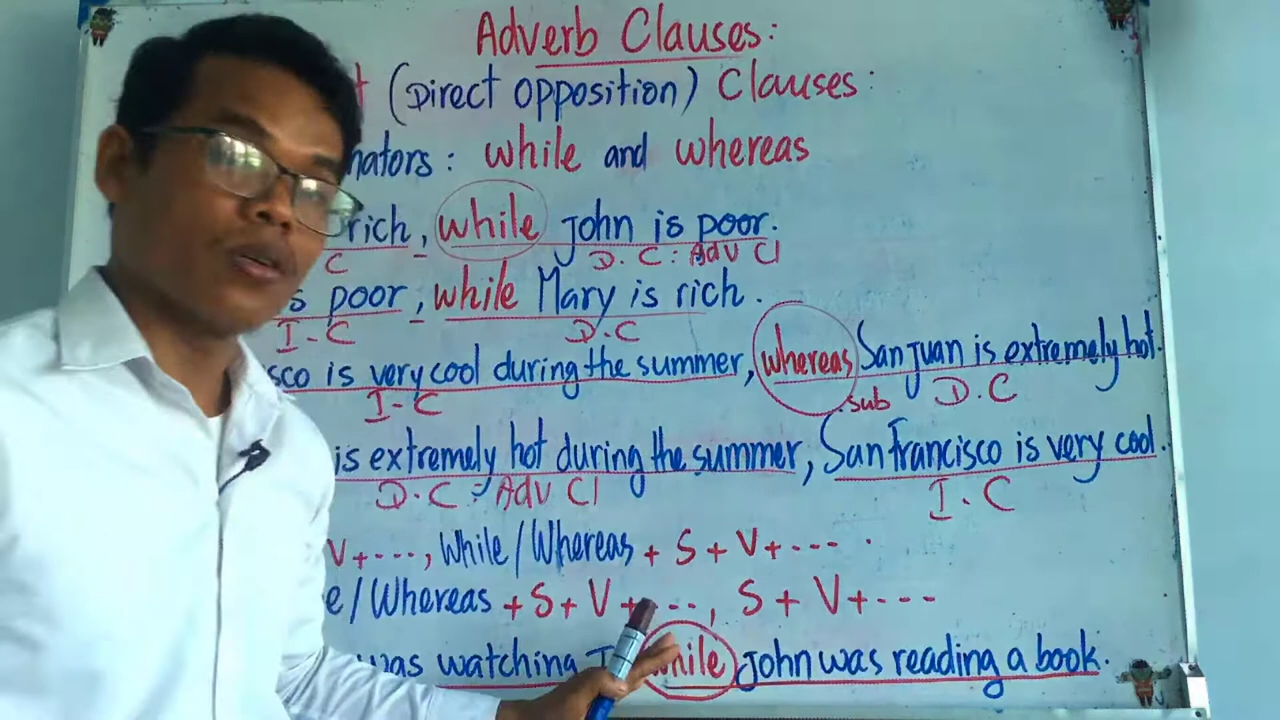 Adverb Clauses:
(Direct opposition) Clauses:
: while and whereas
rich, while John is poor.
C D. C: Adv Cl
poor, while Mary is rich.
I-C D.C
is very cool during the summer, whereas San Juan is extremely hot.
I-C sub D.C
is extremely hot during the summer, San Francisco is very cool.
D.C: Adv Cl I.C
V+----, While/Whereas + S + V+---- .
/Whereas + S + V + ---, S + V+---
was watching while John was reading a book.